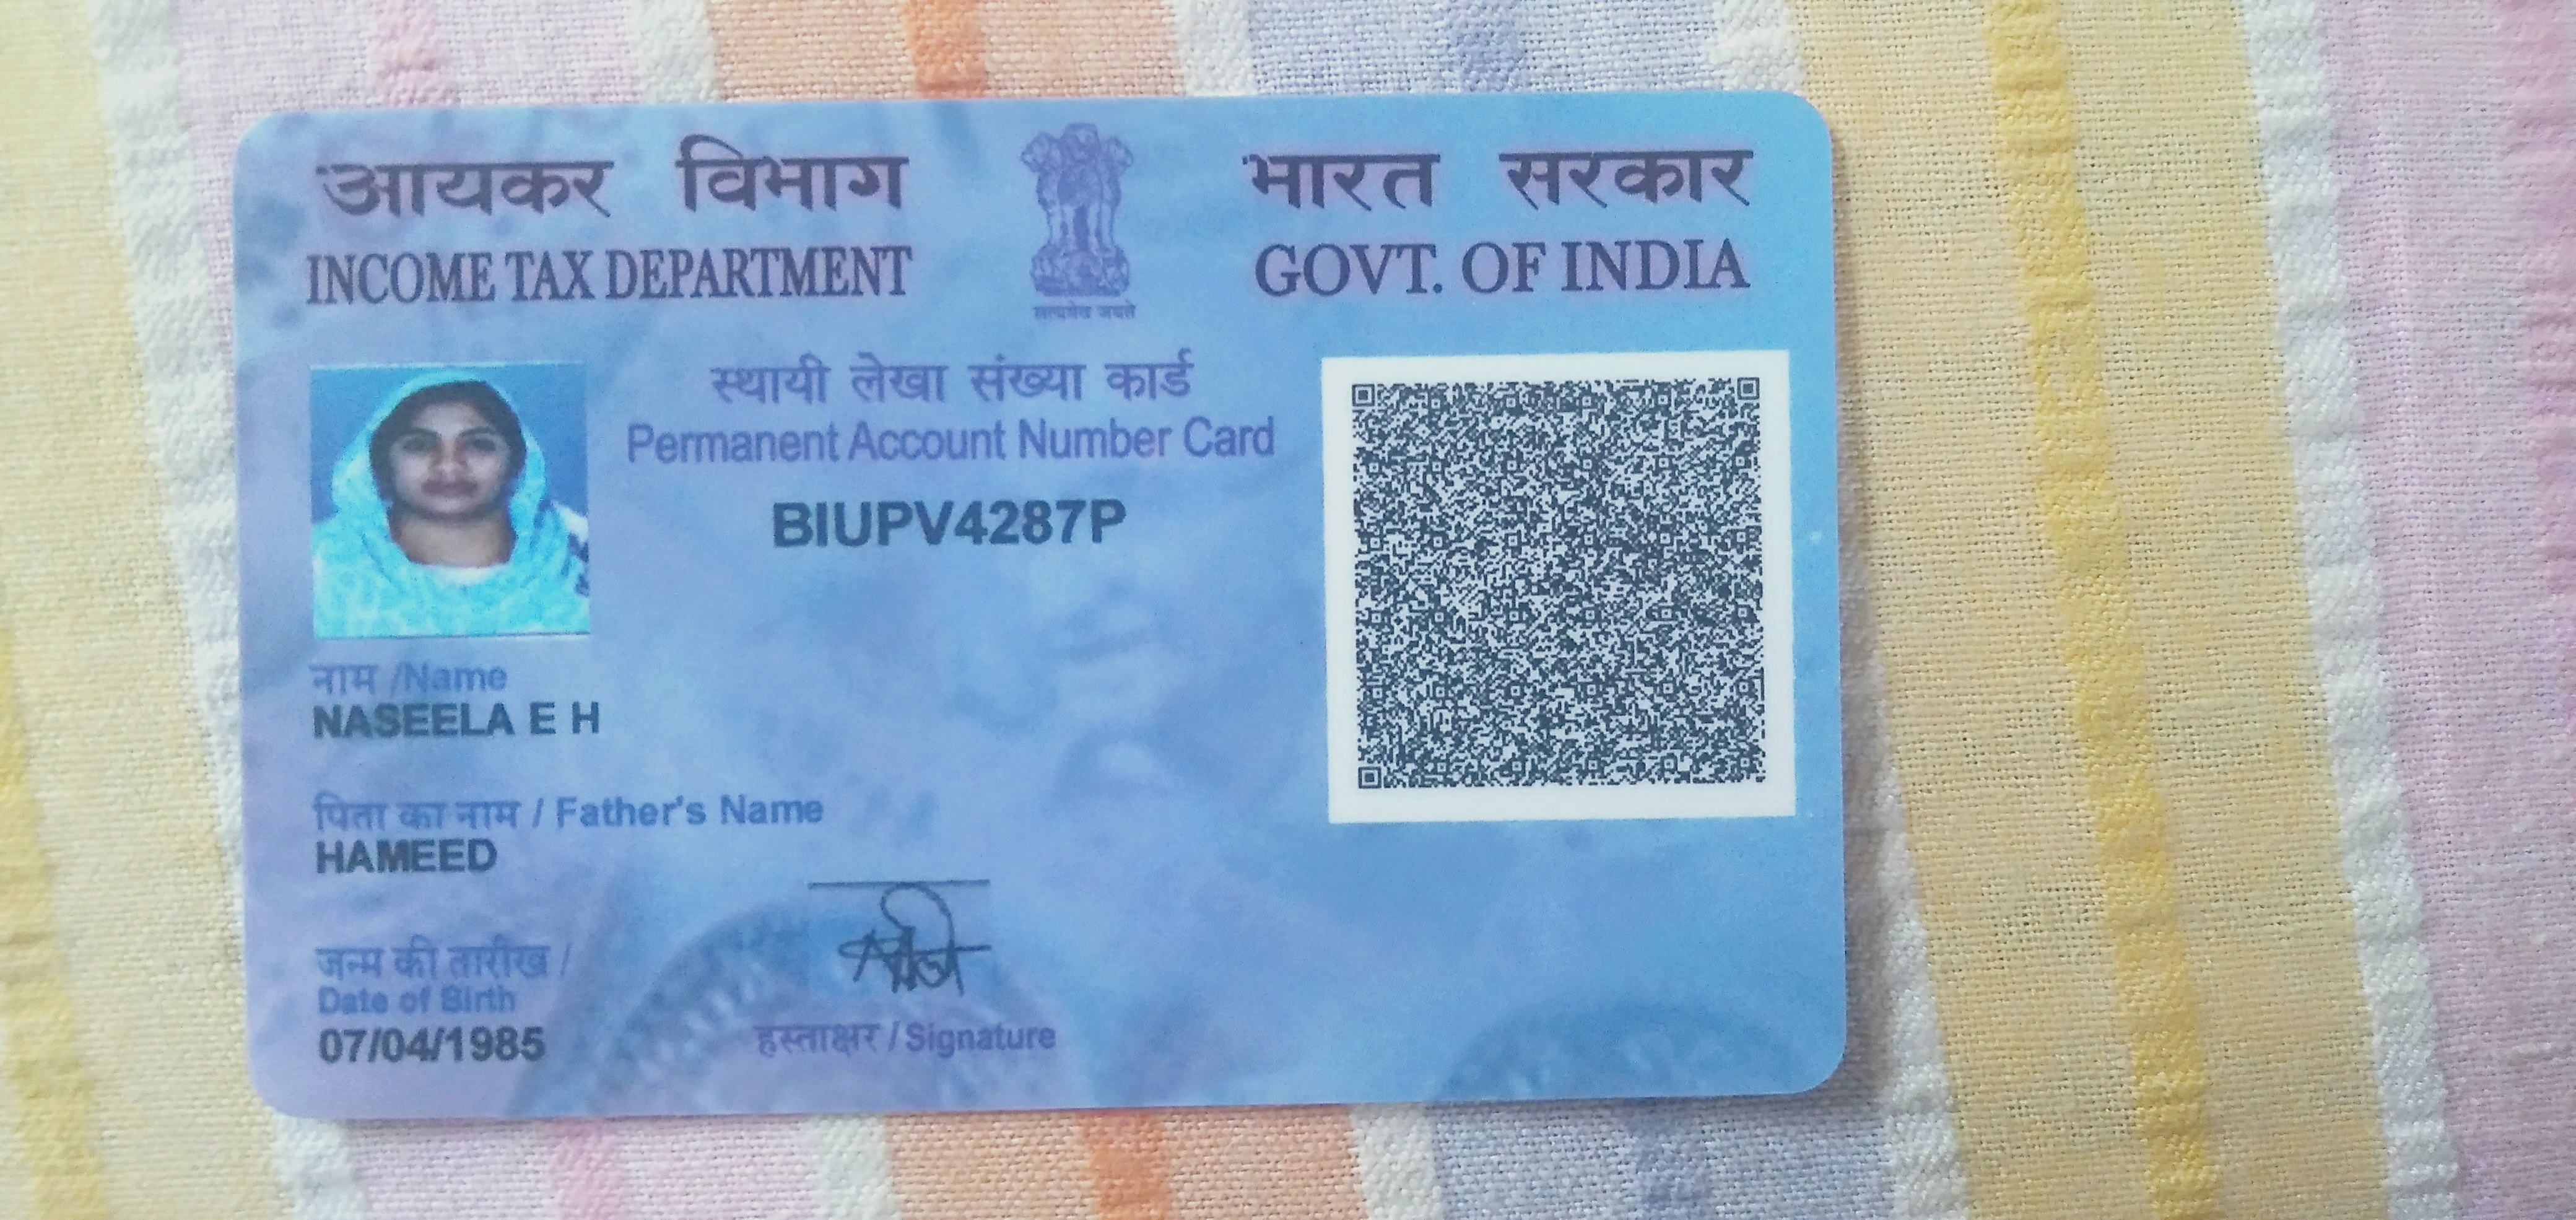 आयकर विभाग
INCOME TAX DEPARTMENT
सत्यमेव जयते
भारत सरकार
GOVT. OF INDIA
स्थायी लेखा संख्या कार्ड
Permanent Account Number Card
BIUPV4287P
नाम /Name
NASEELA E H
पिता का नाम / Father's Name
HAMEED
जन्म की तारीख /
Date of Birth
07/04/1985
हस्ताक्षर / Signature